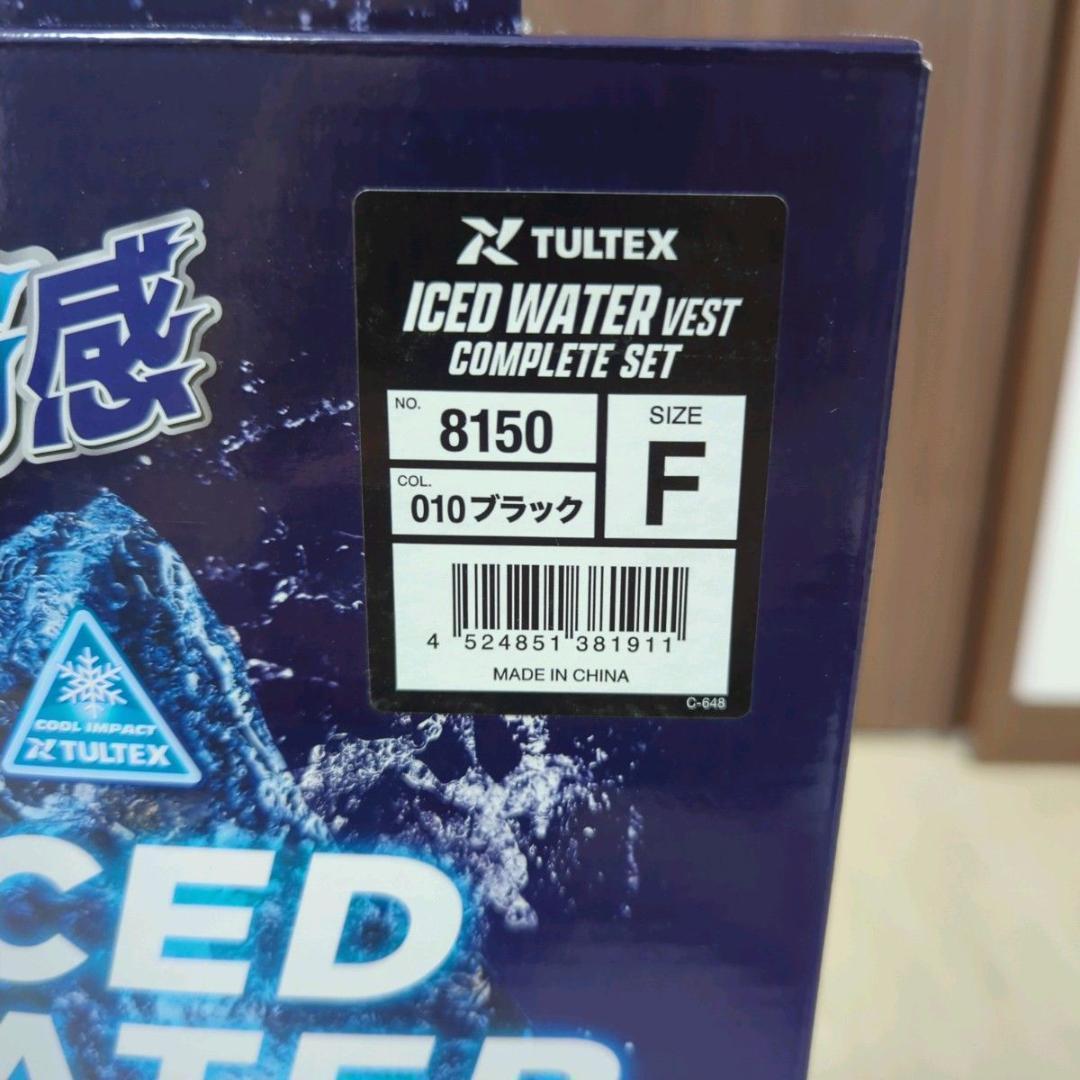 感
TULTEX
ICED WATER VEST
COMPLETE SET
NO.
8150
SIZE
F
COL.
010ブラック
4 524851 381911
MADE IN CHINA
C-648
COOL IMPACT
TULTEX
CED
ATER